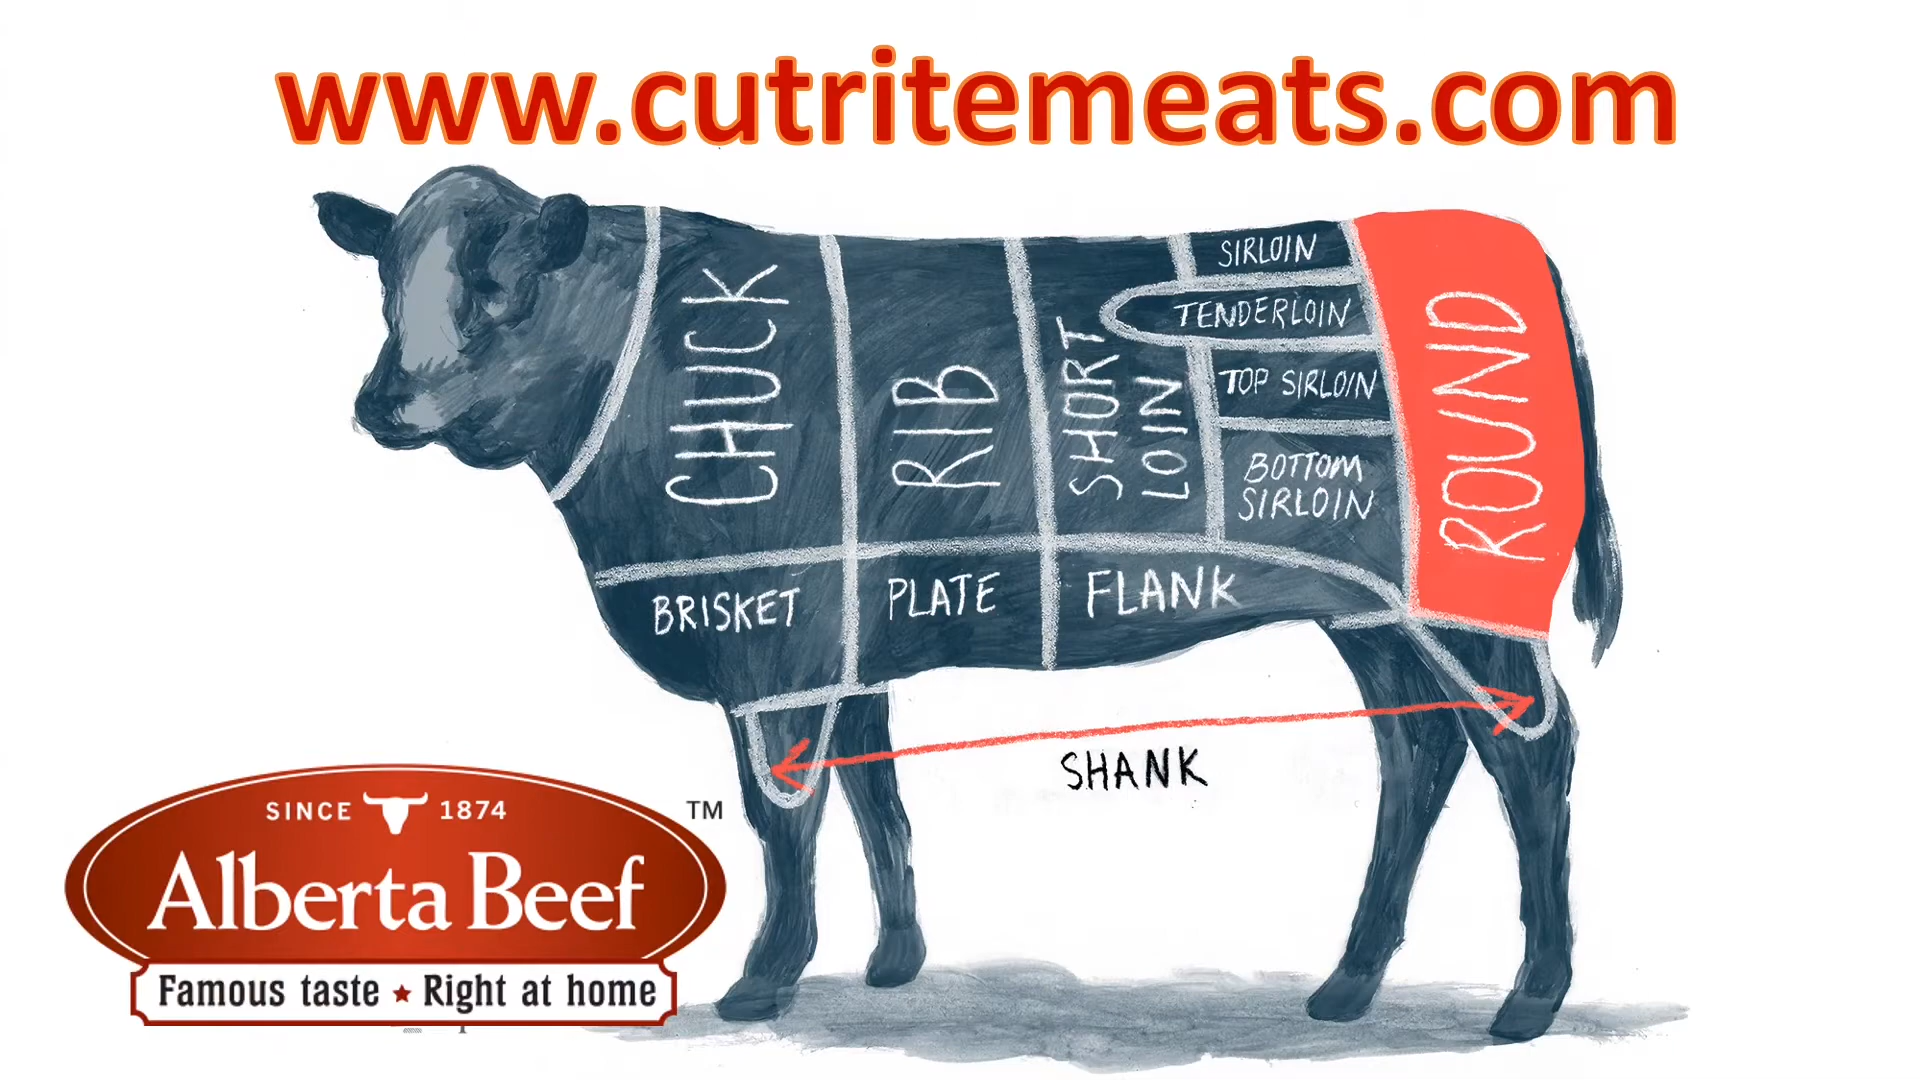 www.cutritemeats.com
CHUCK
RIB
SHORT
LOIN
SIRLOIN
TENDERLOIN
TOP SIRLOIN
BOTTOM
SIRLOIN
ROUND
BRISKET
PLATE
FLANK
SHANK
SINCE 1874
TM
Alberta Beef
Famous taste ★ Right at home